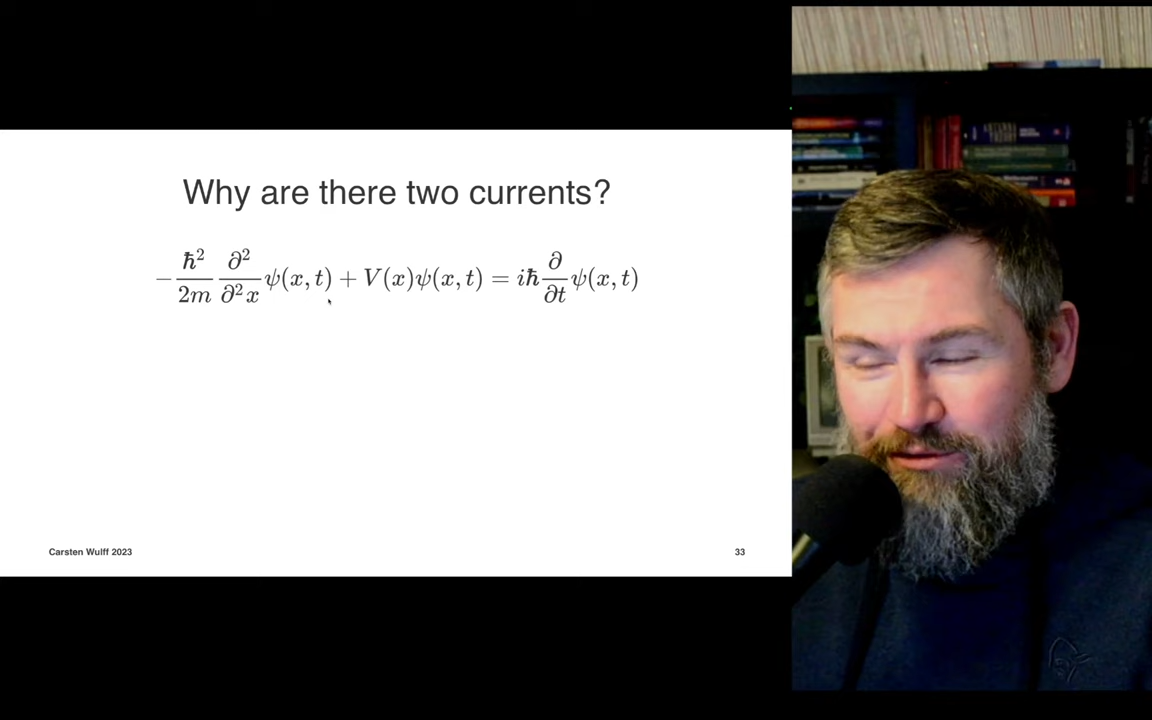 Why are there two currents?
$-\frac{\hbar^2}{2m} \frac{\partial^2}{\partial^2 x} \psi(x, t) + V(x)\psi(x, t) = i\hbar \frac{\partial}{\partial t} \psi(x, t)$
Carsten Wulff 2023
33